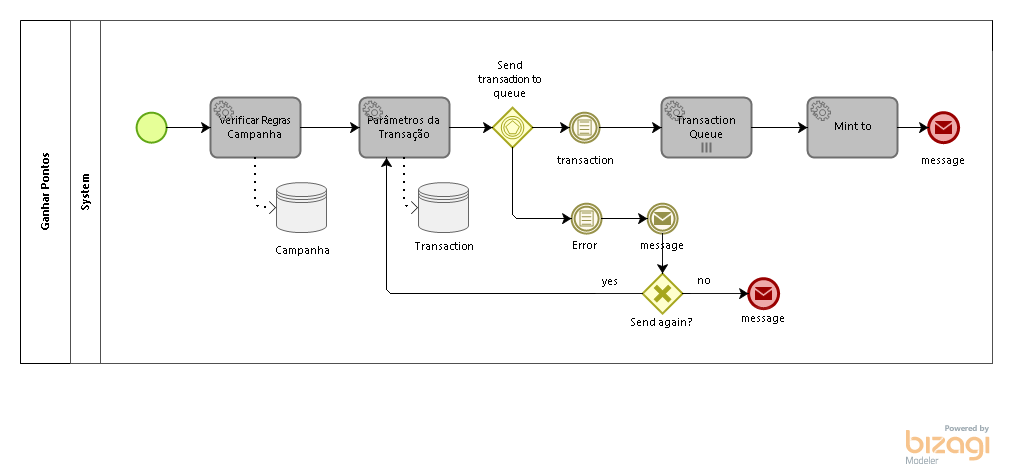 Ganhar Pontos
System
Verificar Regras
Campanha
Campanha
Parâmetros da
Transação
Transaction
Send
transaction to
queue
transaction
Transaction
Queue
Mint to
message
Error
message
yes
no
Send again?
message
Powered by
bizagi
Modeler